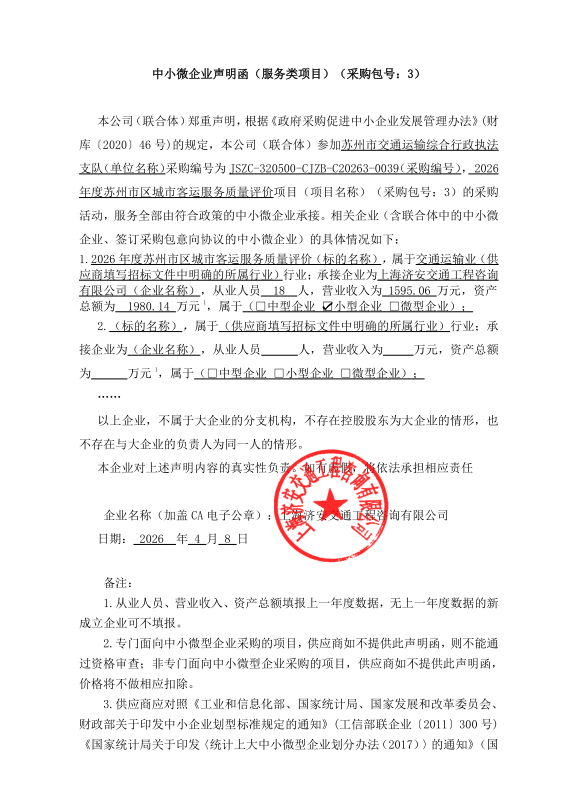 中小微企业声明函（服务类项目）（采购包号：3）
本公司（联合体）郑重声明，根据《政府采购促进中小企业发展管理办法》(财
库〔2020〕46 号)的规定，本公司（联合体）参加苏州市交通运输综合行政执法
支队(单位名称)采购编号为 JSZC-320500-CJZB-C20263-0039(采购编号)，2026
年度苏州市区城市客运服务质量评价项目（项目名称）（采购包号：3）的采购
活动，服务全部由符合政策的中小微企业承接。相关企业（含联合体中的中小微
企业、签订采购包意向协议的中小微企业）的具体情况如下：
1.2026 年度苏州市区城市客运服务质量评价（标的名称），属于交通运输业(供
应商填写招标文件中明确的所属行业)行业；承接企业为上海济安交通工程咨询
有限公司（企业名称），从业人员 18 人，营业收入为 1595.06 万元，资产
总额为 1980.14 万元¹，属于（□中型企业 ☑小型企业 □微型企业）；
2.（标的名称），属于（供应商填写招标文件中明确的所属行业）行业；承
接企业为（企业名称），从业人员______人，营业收入为_____万元，资产总额
为______万元¹，属于（□中型企业 □小型企业 □微型企业）；
……
以上企业，不属于大企业的分支机构，不存在控股股东为大企业的情形，也
不存在与大企业的负责人为同一人的情形。
本企业对上述声明内容的真实性负责。如有虚假，将依法承担相应责任
企业名称（加盖 CA 电子公章）：上海济安交通工程咨询有限公司
日期： 2026 年 4 月 8 日
上海济安交通工程咨询有限公司
备注：
1.从业人员、营业收入、资产总额填报上一年度数据，无上一年度数据的新
成立企业可不填报。
2.专门面向中小微型企业采购的项目，供应商如不提供此声明函，则不能通
过资格审查；非专门面向中小微型企业采购的项目，供应商如不提供此声明函，
价格将不做相应扣除。
3.供应商应对照《工业和信息化部、国家统计局、国家发展和改革委员会、
财政部关于印发中小企业划型标准规定的通知》(工信部联企业〔2011〕300 号)
《国家统计局关于印发〈统计上大中小微型企业划分办法（2017）〉的通知》（国